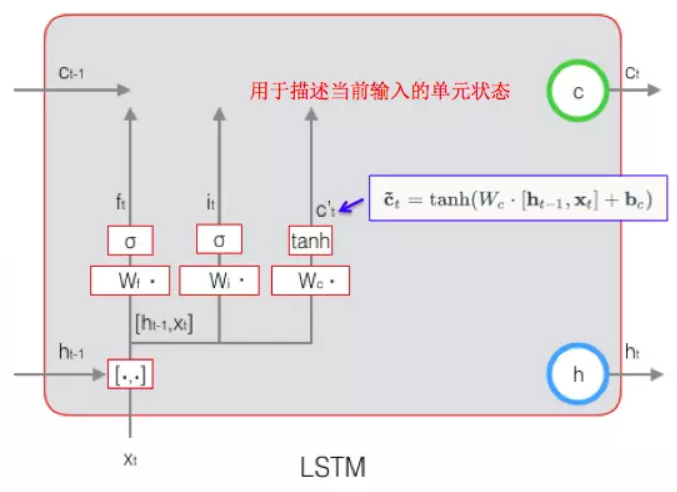 Ct-1
用于描述当前输入的单元状态
c
Ct
ft
it
c't
c̃t = tanh(Wc · [ht−1, xt] + bc)
σ
σ
tanh
Wf ·
Wi ·
Wc ·
[ht-1,xt]
ht-1
[·,·]
h
ht
xt
LSTM